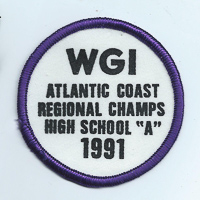 WGI
ATLANTIC COAST
REGIONAL CHAMPS
HIGH SCHOOL "A"
1991